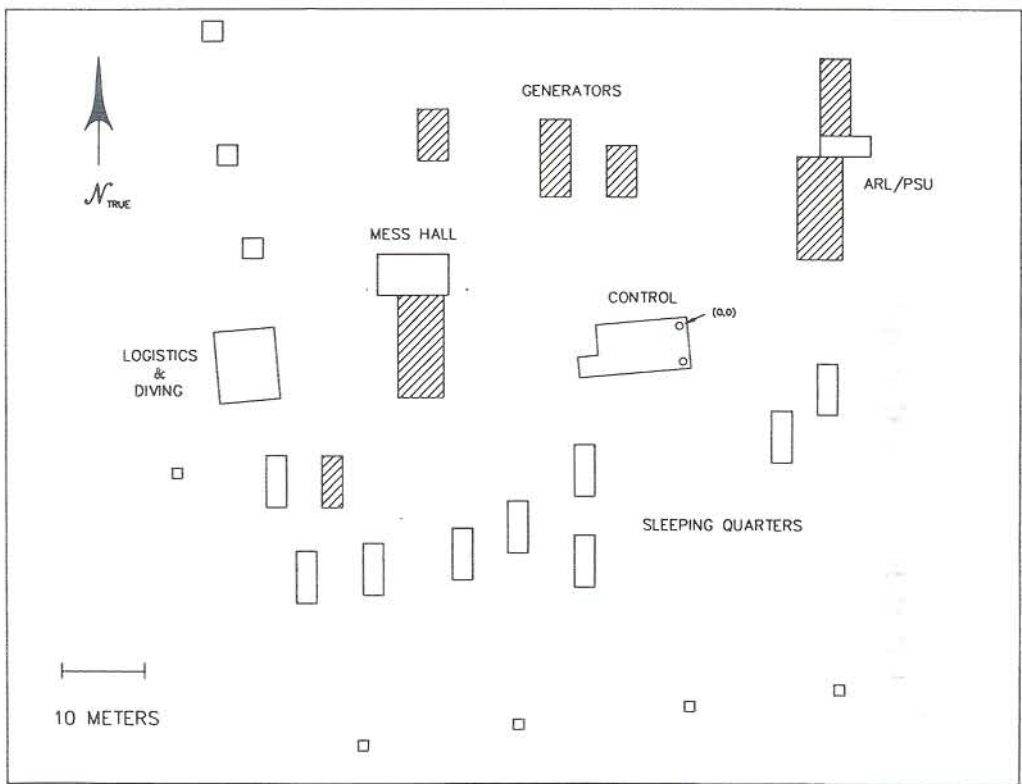 GENERATORS
ARL/PSU
N TRUE
MESS HALL
CONTROL
(0,0)
LOGISTICS
&
DIVING
SLEEPING QUARTERS
10 METERS